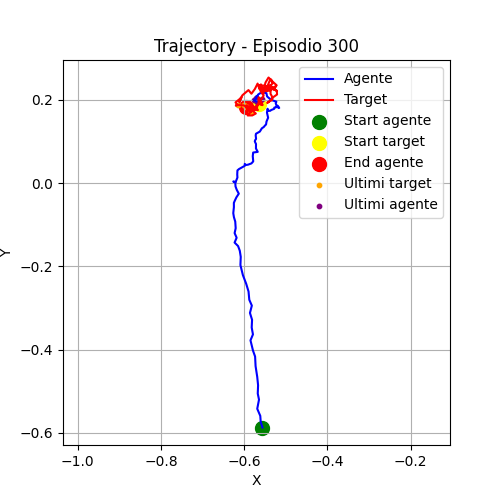 Trajectory - Episodio 300
Agente
Target
Start agente
Start target
End agente
Ultimi target
Ultimi agente
0.2
0.0
−0.2
−0.4
−0.6
Y
−1.0
−0.8
−0.6
−0.4
−0.2
X